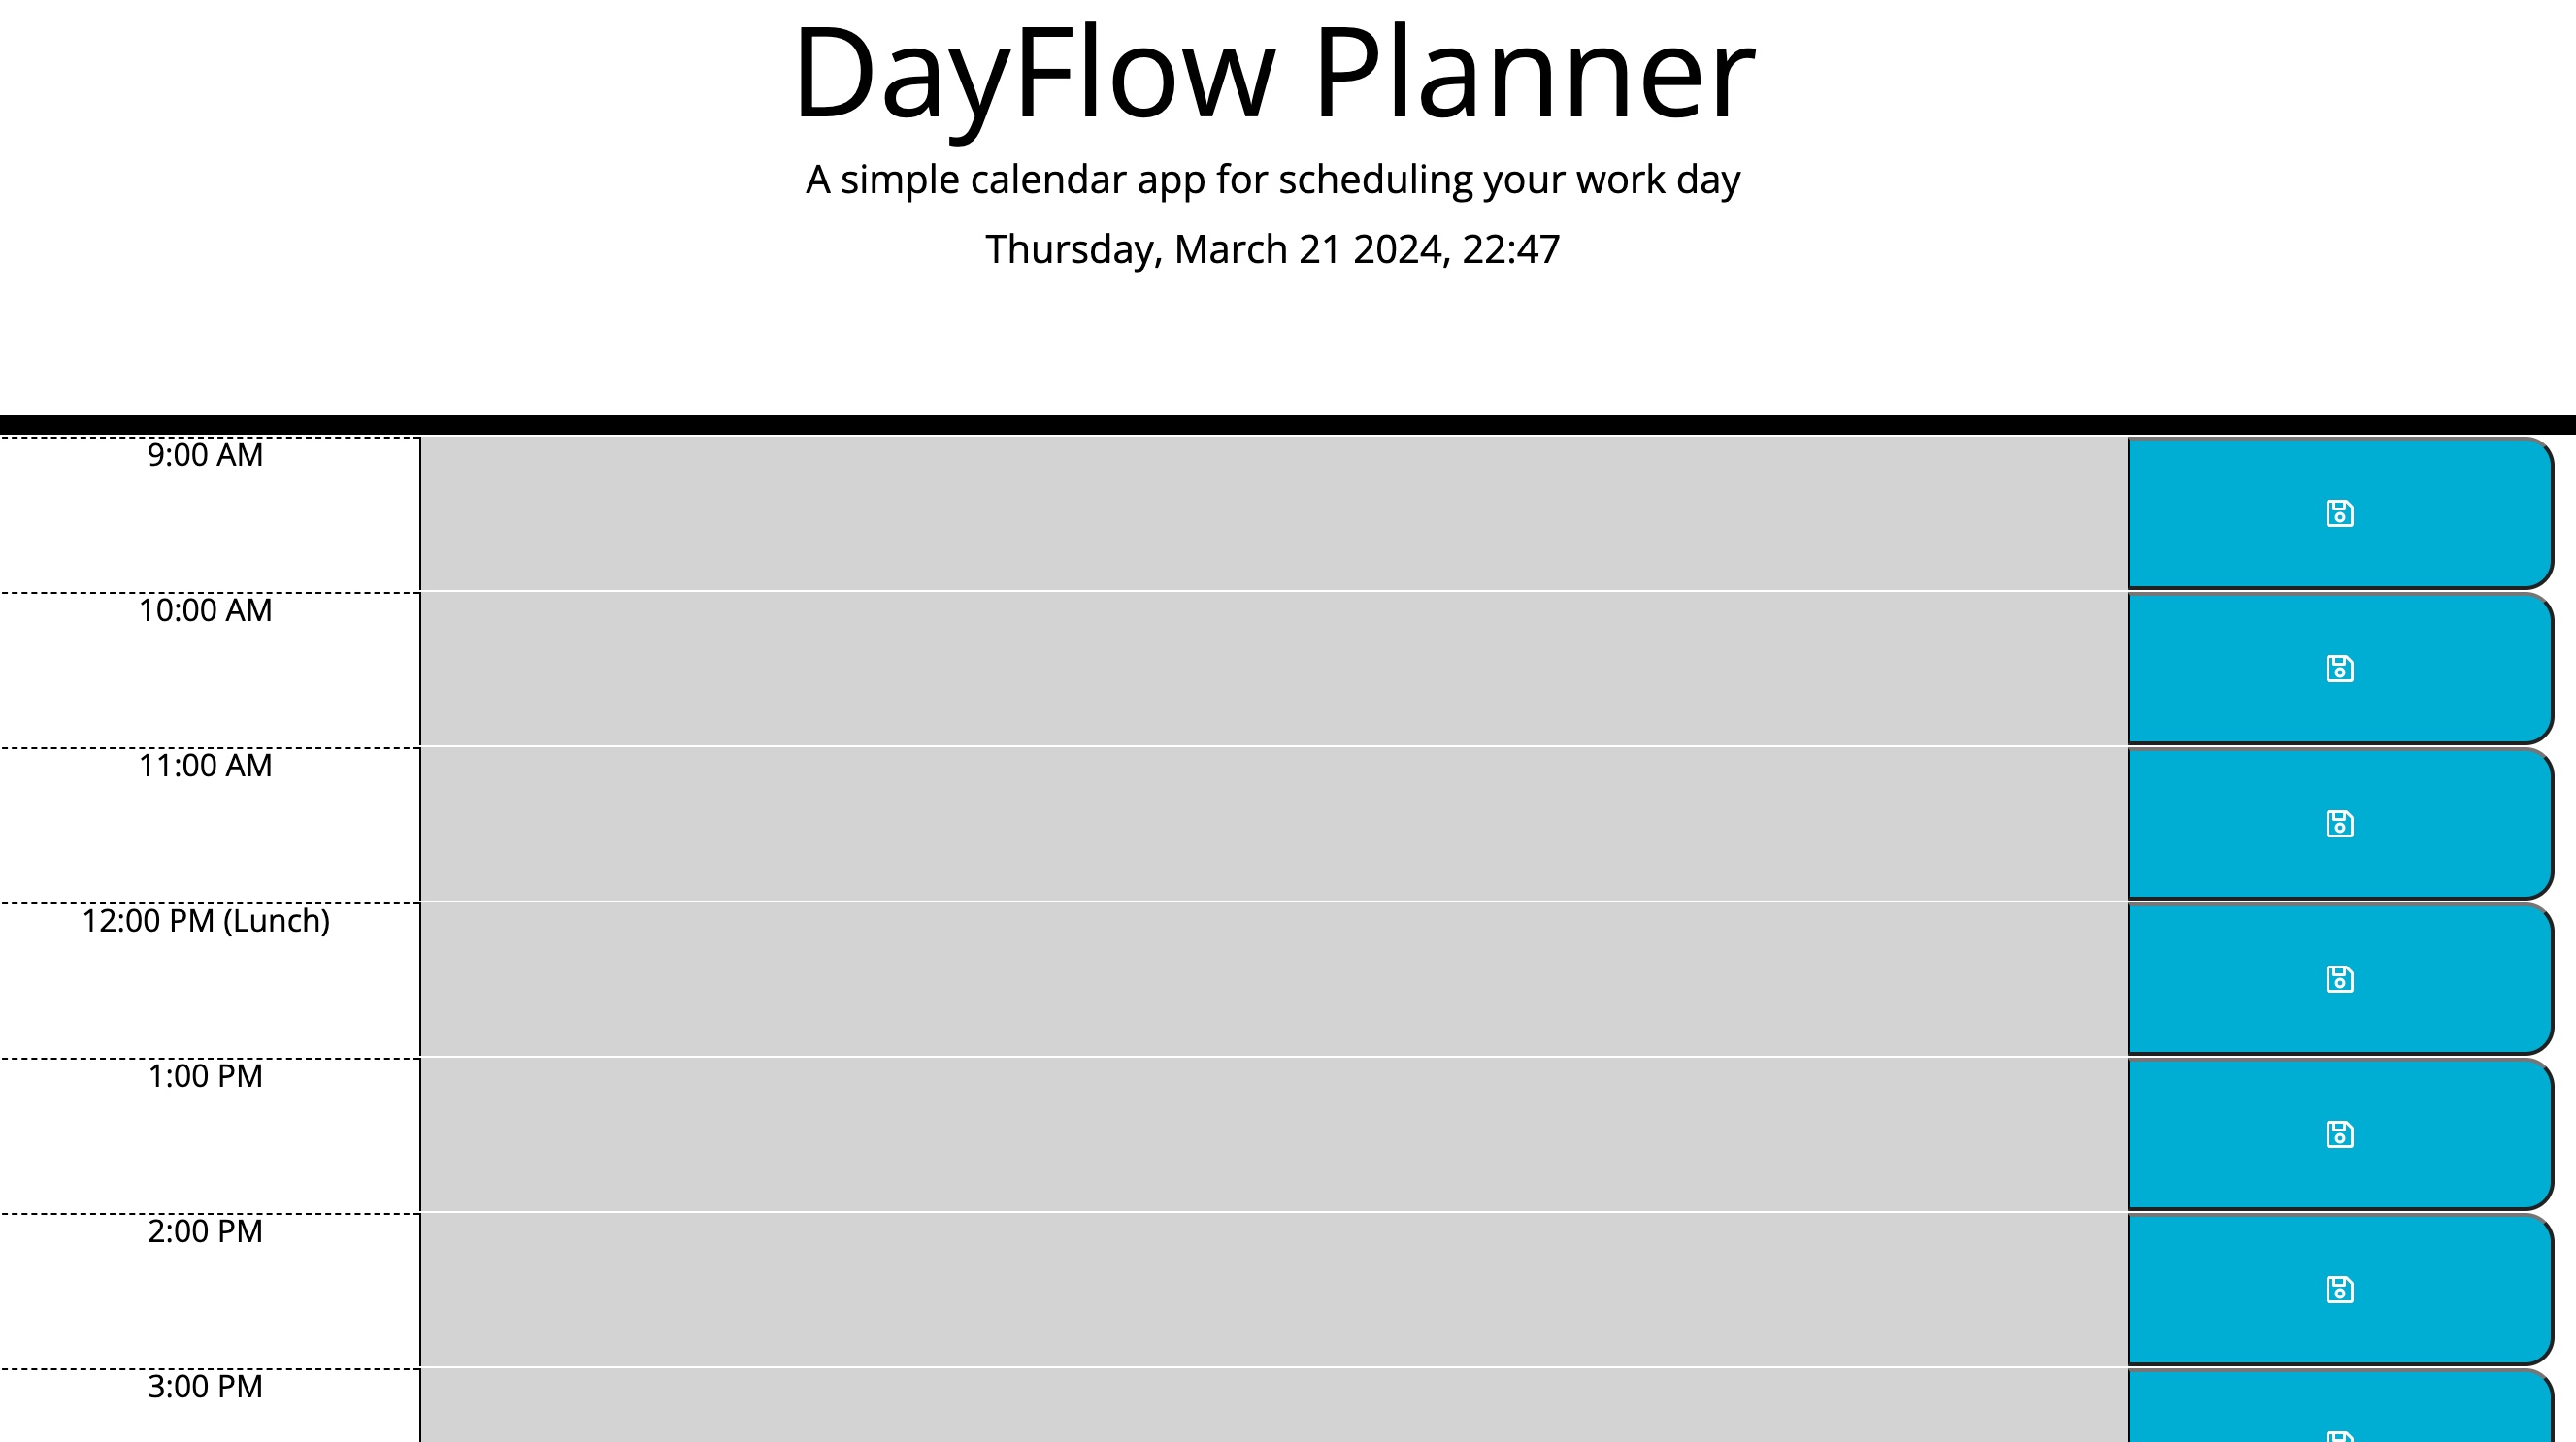 DayFlow Planner
A simple calendar app for scheduling your work day
Thursday, March 21 2024, 22:47
9:00 AM
10:00 AM
11:00 AM
12:00 PM (Lunch)
1:00 PM
2:00 PM
3:00 PM